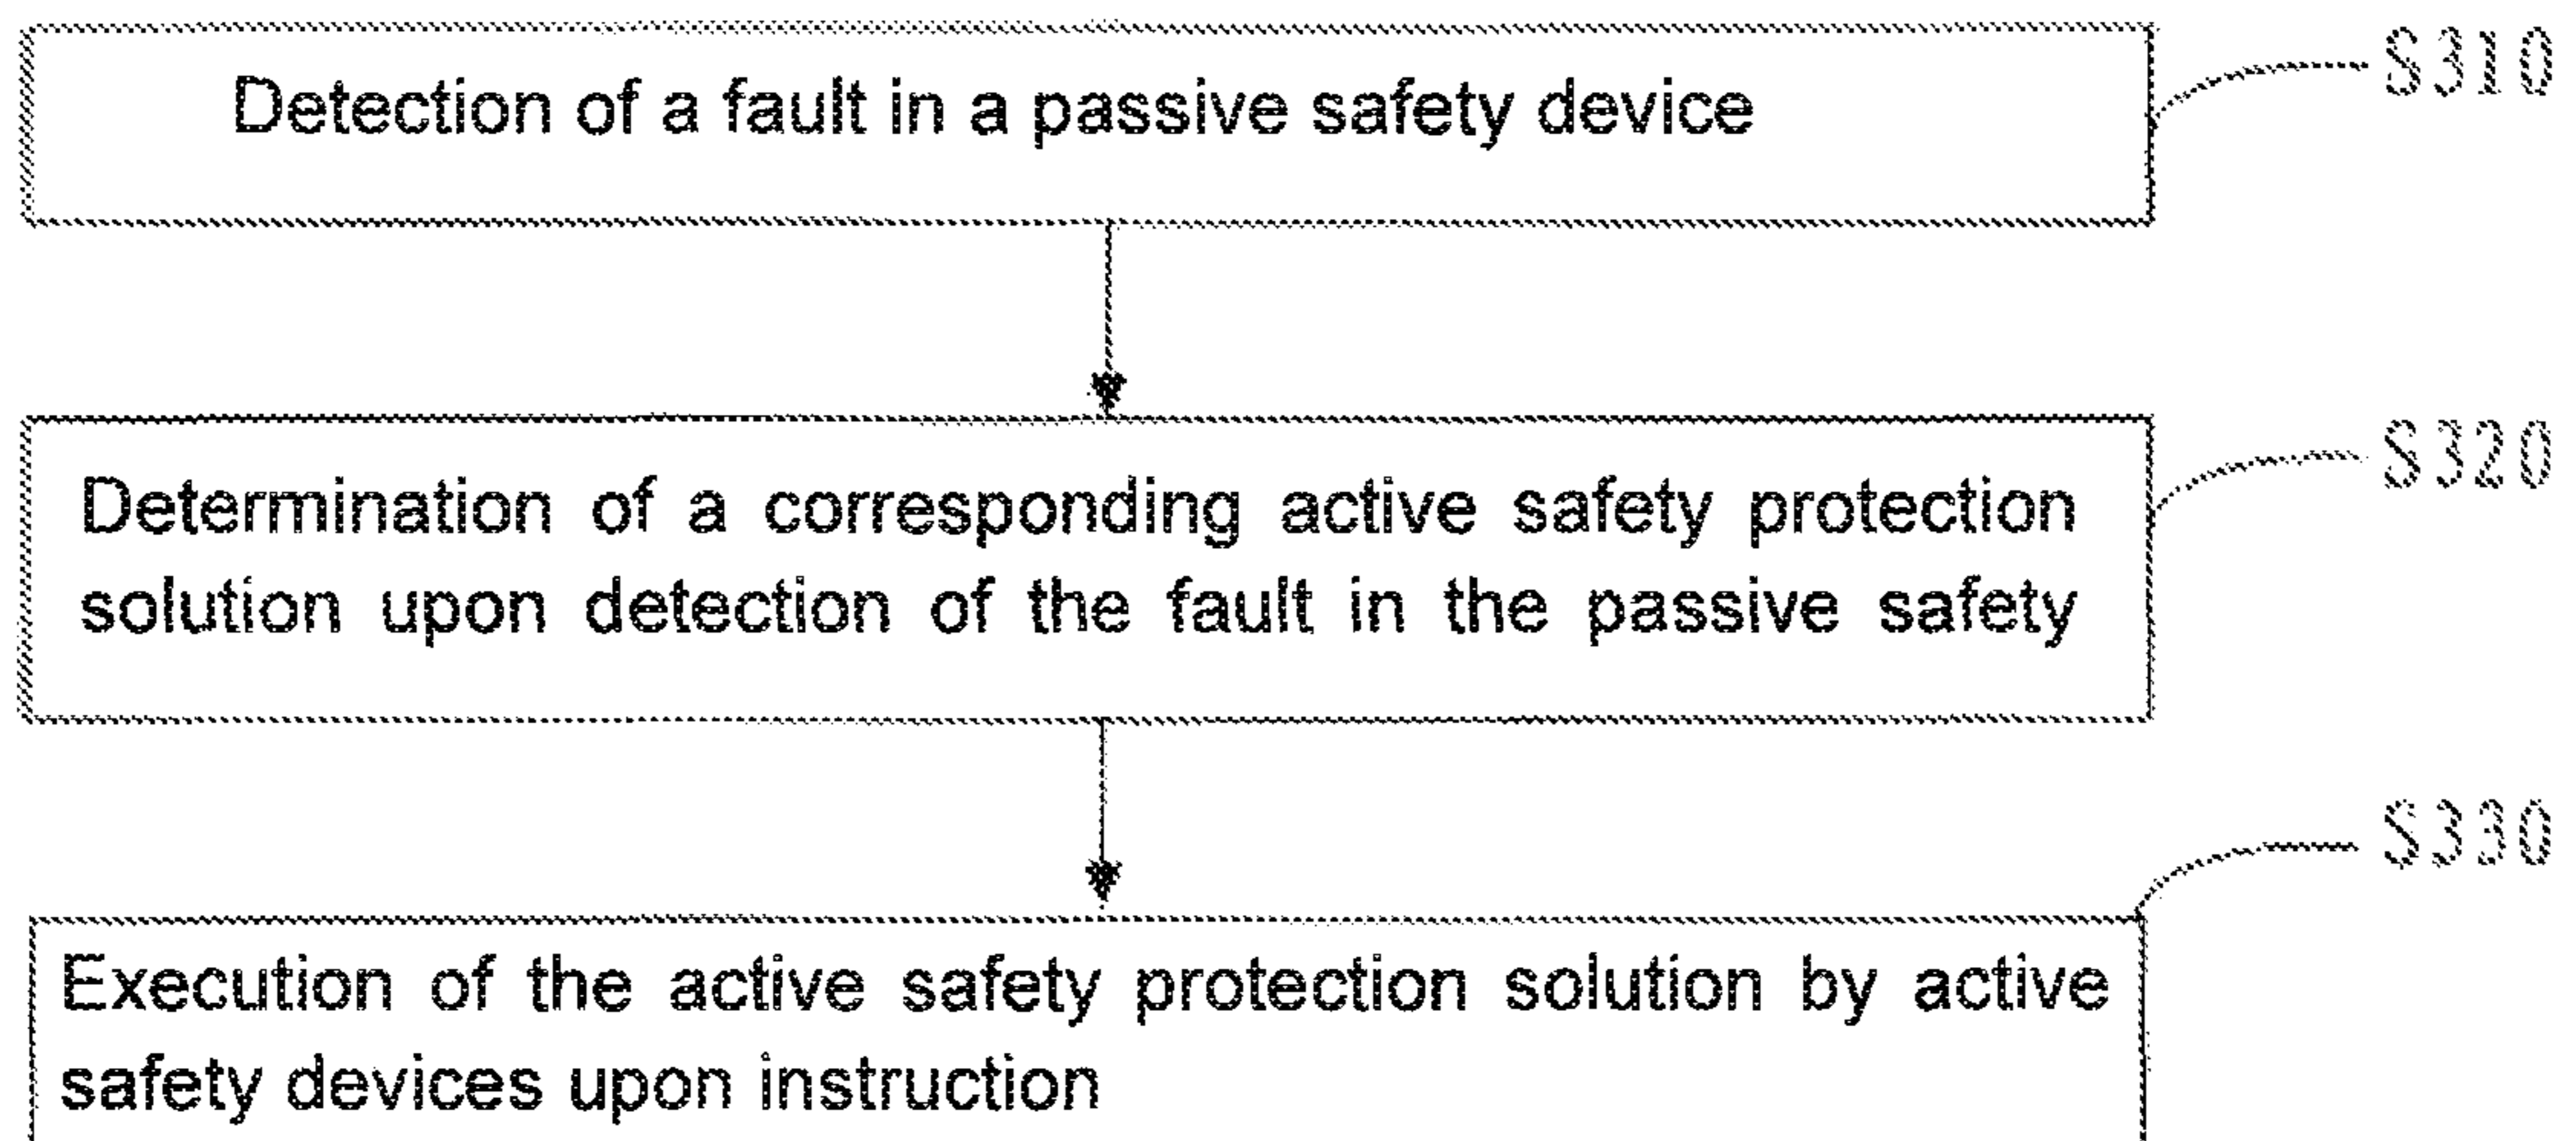 Detection of a fault in a passive safety device
S310
Determination of a corresponding active safety protection
solution upon detection of the fault in the passive safety
S320
Execution of the active safety protection solution by active
safety devices upon instruction
S330